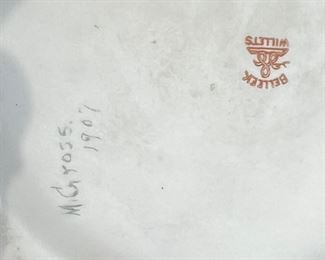 BELLEEK
WILLETS
M. Gross.
1907